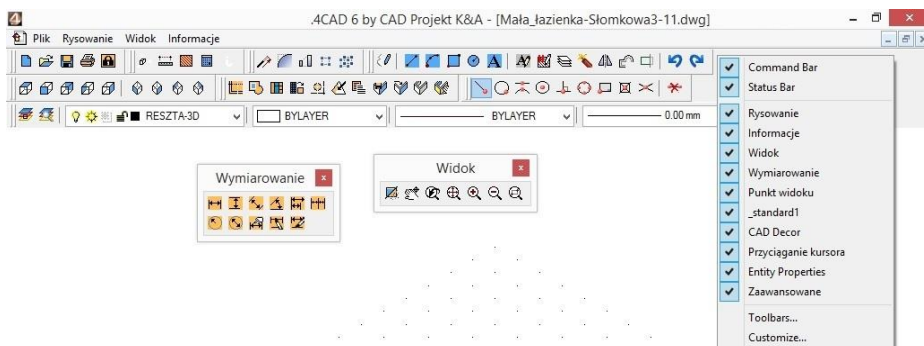 .4CAD 6 by CAD Projekt K&A - [Mała_łazienka-Słomkowa3-11.dwg]
Plik Rysowanie Widok Informacje
RESZTA-3D BYLAYER BYLAYER 0.00 mm
Wymiarowanie
Widok
Command Bar
Status Bar
Rysowanie
Informacje
Widok
Wymiarowanie
Punkt widoku
_standard1
CAD Decor
Przyciąganie kursora
Entity Properties
Zaawansowane
Toolbars...
Customize...